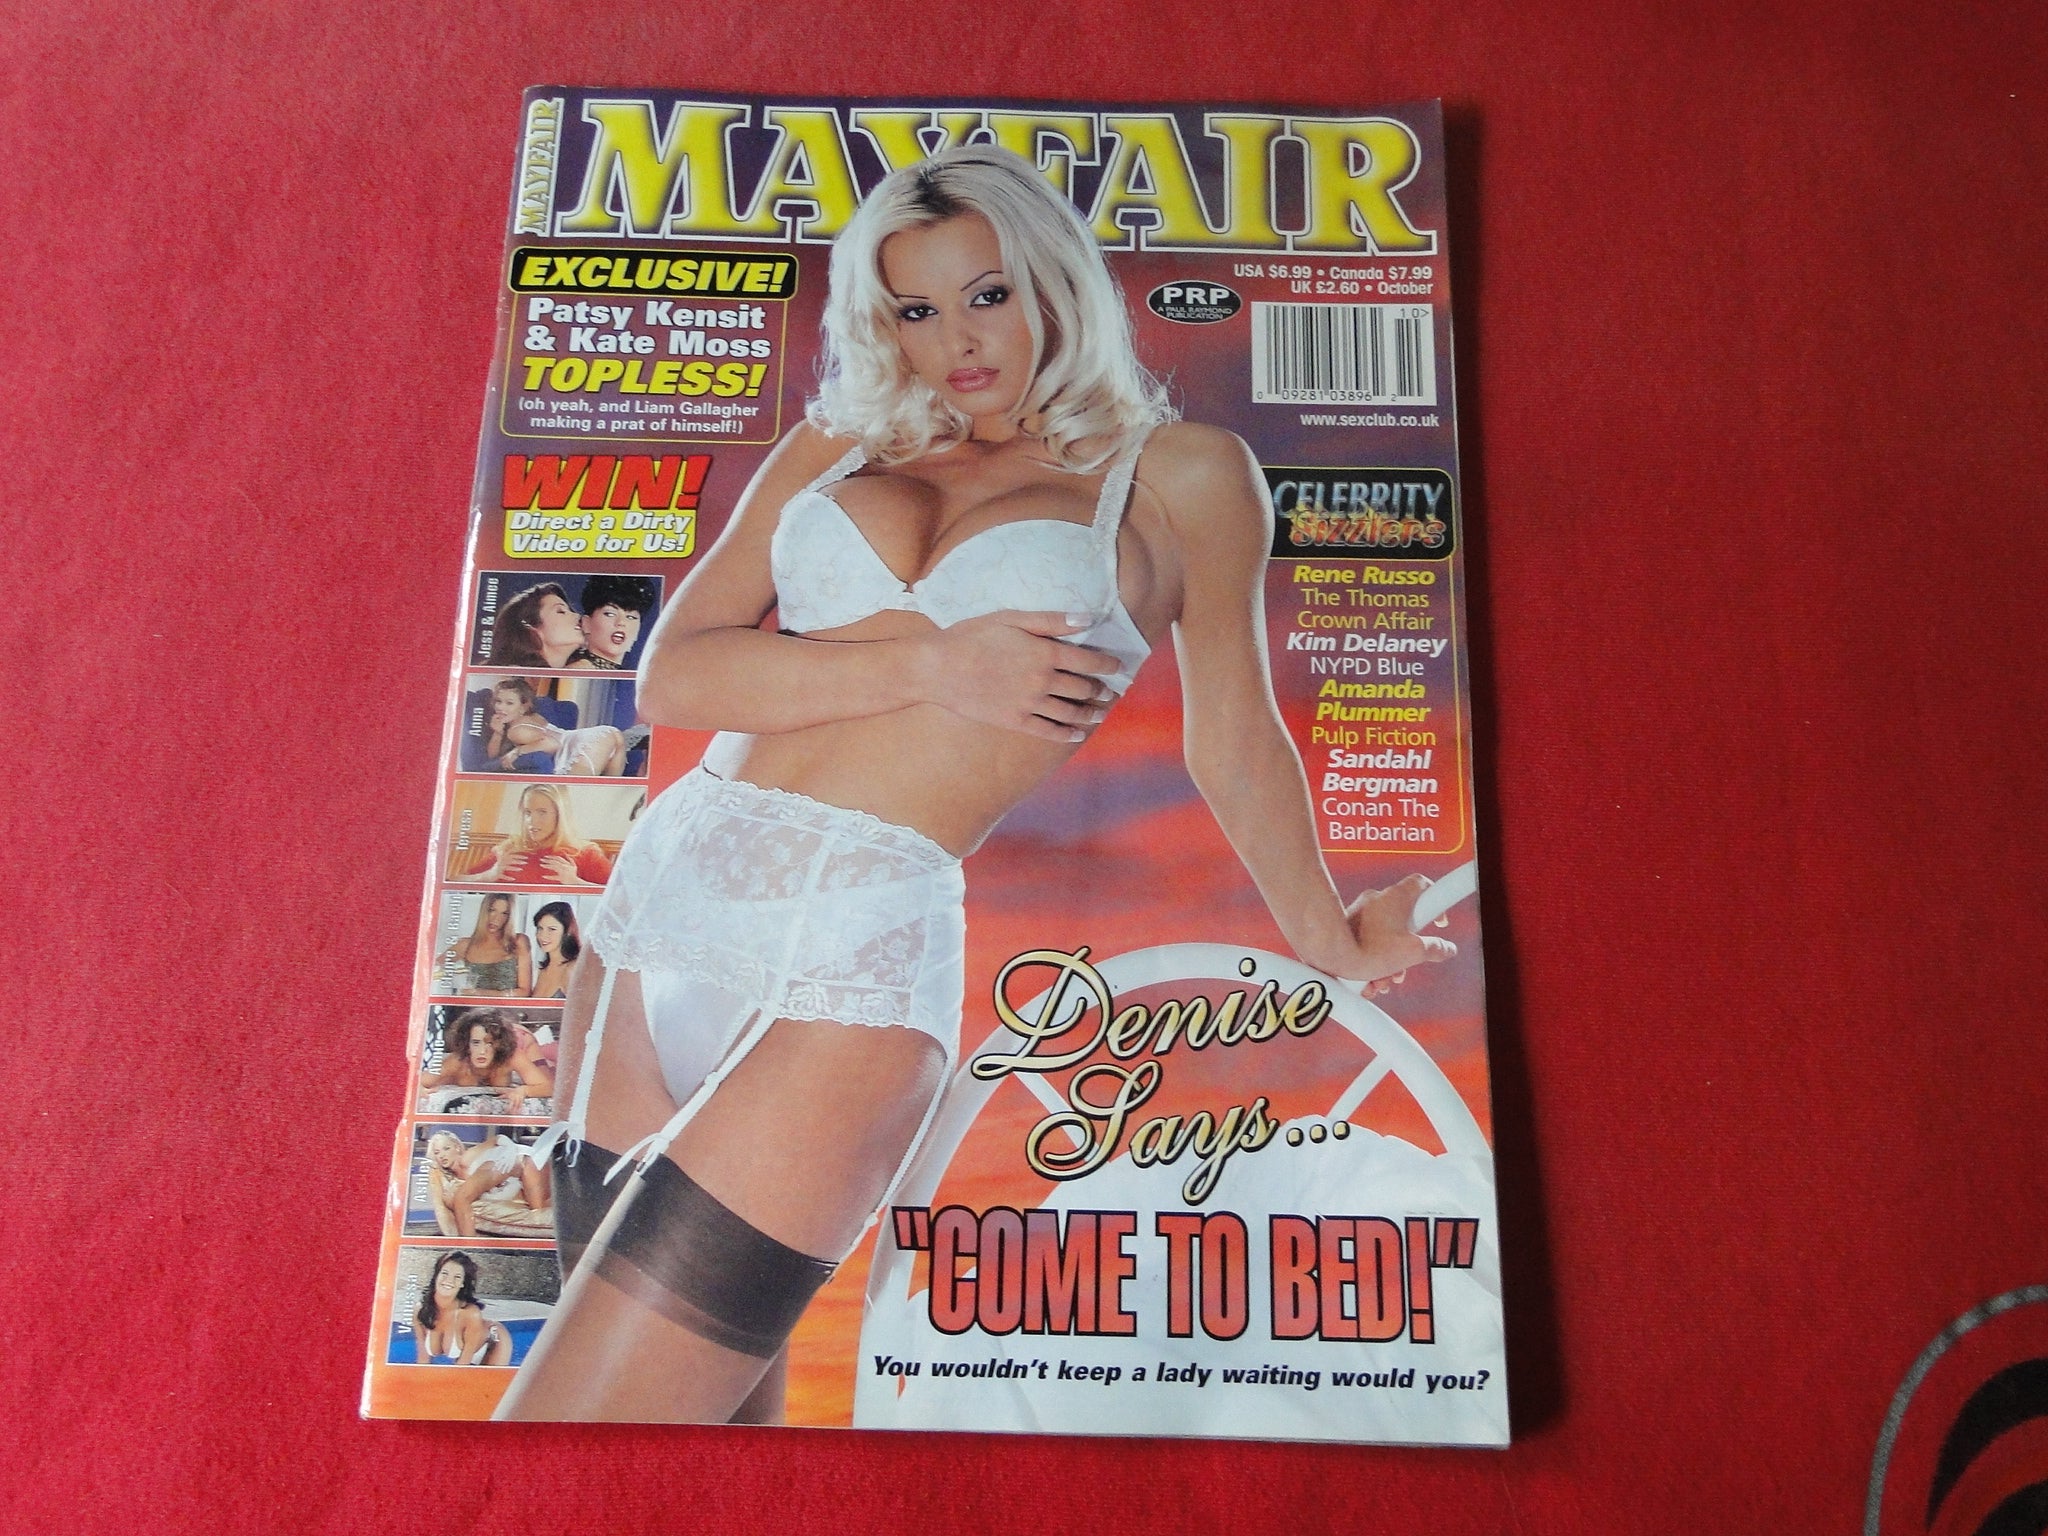 MAYFAIR
MAYFAIR
EXCLUSIVE!
Patsy Kensit
& Kate Moss
TOPLESS!
(oh yeah, and Liam Gallagher
making a prat of himself!)
WIN!
Direct a Dirty
Video for Us!
Jess & Aimee
Anna
Teresa
Claire &
Annie
Ashley
Vanessa
USA $6.99 • Canada $7.99
UK £2.60 • October
PRP
A PAUL RAYMOND
PUBLICATION
10>
0 09281 03896 2
www.sexclub.co.uk
CELEBRITY
Sizzlers
Rene Russo
The Thomas
Crown Affair
Kim Delaney
NYPD Blue
Amanda
Plummer
Pulp Fiction
Sandahl
Bergman
Conan The
Barbarian
Denise
Says...
"COME TO BED!"
You wouldn't keep a lady waiting would you?